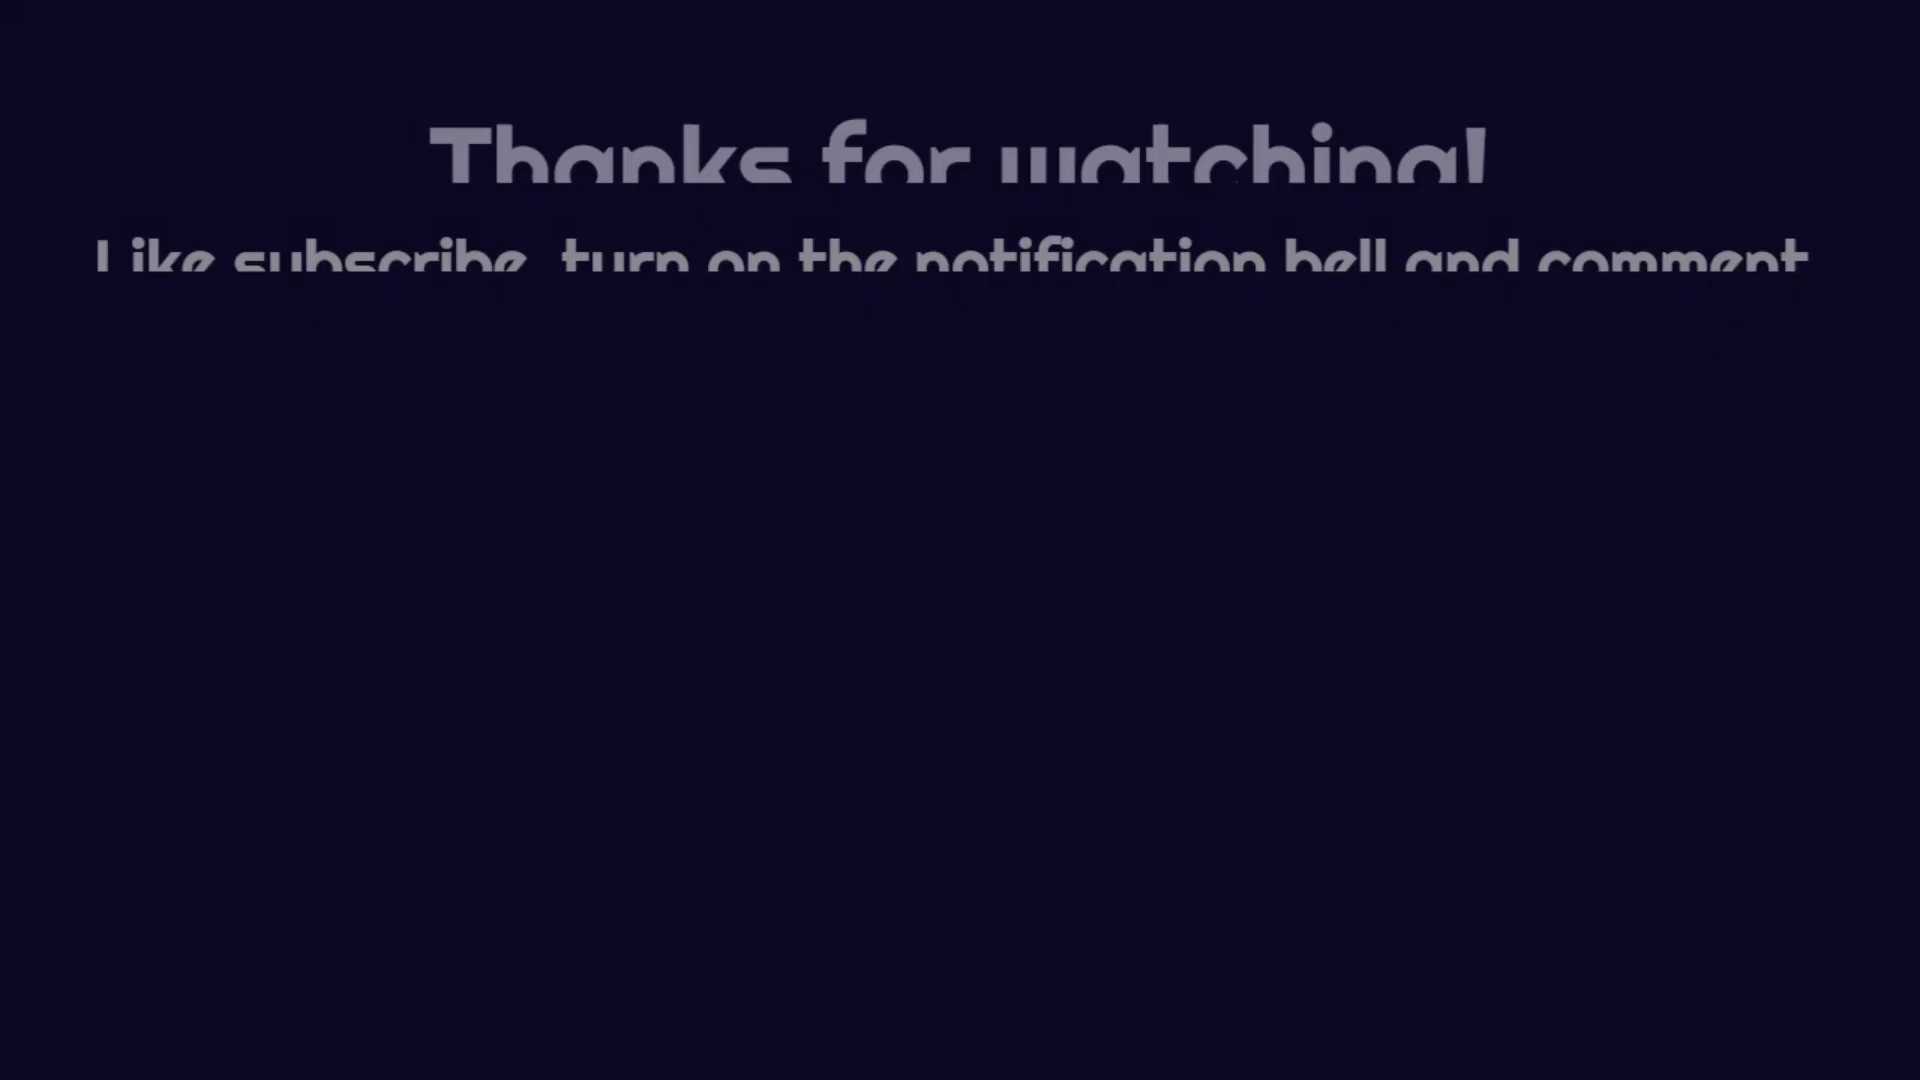 Thanks for watching!
Like subscribe, turn on the notification bell and comment